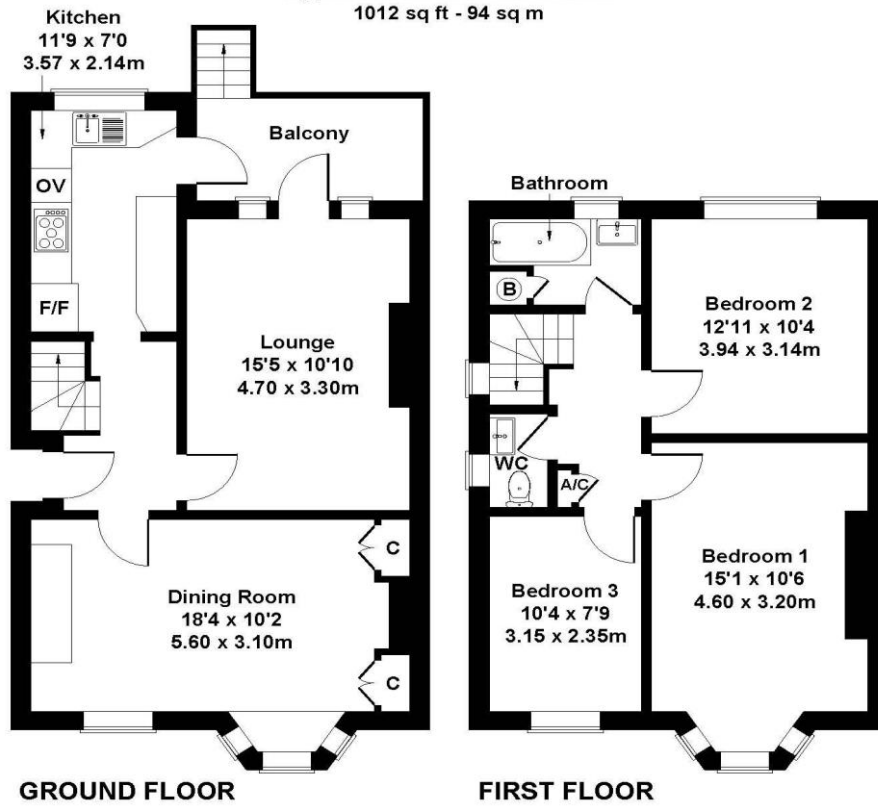 1012 sq ft - 94 sq m
Kitchen
11'9 x 7'0
3.57 x 2.14m
Balcony
OV
F/F
Lounge
15'5 x 10'10
4.70 x 3.30m
C
Dining Room
18'4 x 10'2
5.60 x 3.10m
C
GROUND FLOOR
Bathroom
B
Bedroom 2
12'11 x 10'4
3.94 x 3.14m
WC
A/C
Bedroom 1
15'1 x 10'6
4.60 x 3.20m
Bedroom 3
10'4 x 7'9
3.15 x 2.35m
FIRST FLOOR